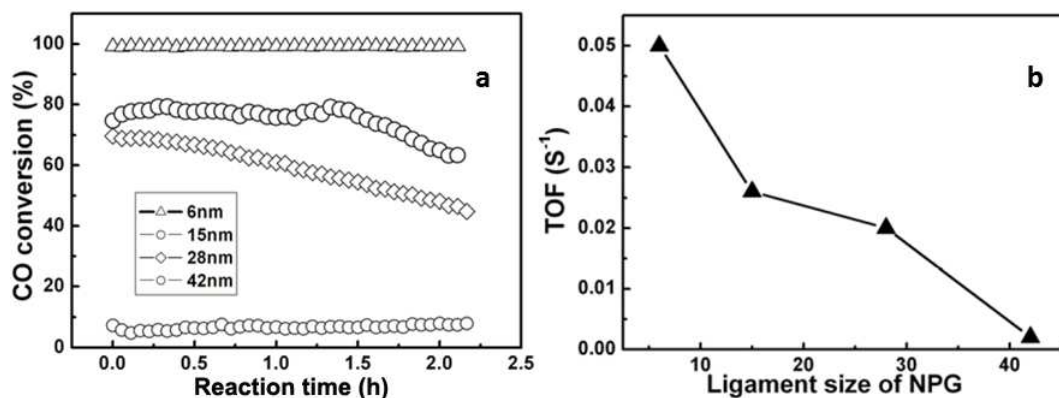 a
CO conversion (%)
100
80
60
40
20
0
6nm
15nm
28nm
42nm
0.0 0.5 1.0 1.5 2.0 2.5
Reaction time (h)
b
TOF (S⁻¹)
0.05
0.04
0.03
0.02
0.01
0.00
10 20 30 40
Ligament size of NPG